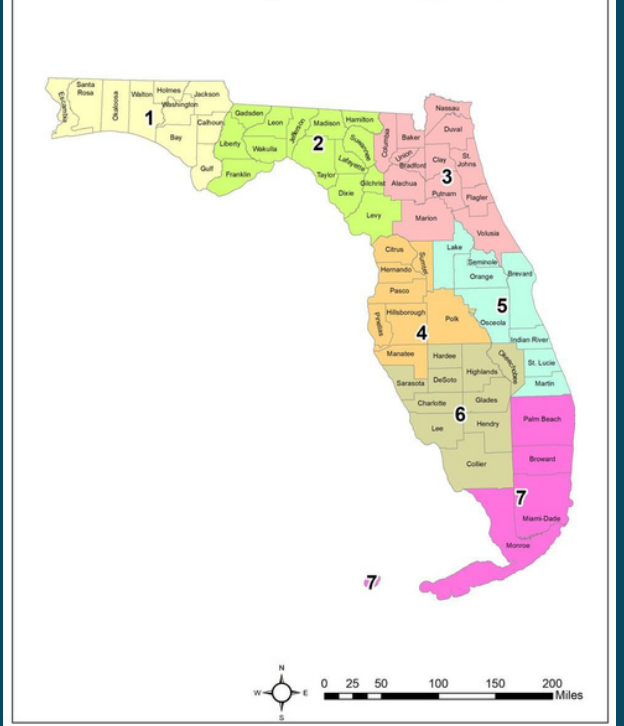 Santa
Rosa
Escambia
Okaloosa
Walton
Holmes
Washington
Jackson
1
Bay
Calhoun
Gulf
Gadsden
Liberty
Franklin
Leon
Wakulla
Jefferson
Madison
2
Taylor
Hamilton
Suwannee
Lafayette
Dixie
Gilchrist
Levy
Columbia
Baker
Nassau
Duval
Union
Bradford
Clay
St.
Johns
3
Alachua
Putnam
Flagler
Marion
Volusia
Citrus
Sumter
Hernando
Pasco
Hillsborough
Pinellas
4
Polk
Manatee
Lake
Seminole
Orange
Brevard
5
Osceola
Indian River
St. Lucie
Martin
Hardee
Okeechobee
Highlands
Sarasota
DeSoto
Charlotte
Glades
6
Lee
Hendry
Collier
Palm Beach
Broward
7
Miami-Dade
Monroe
7
N
W
E
S
0 25 50 100 150 200
Miles